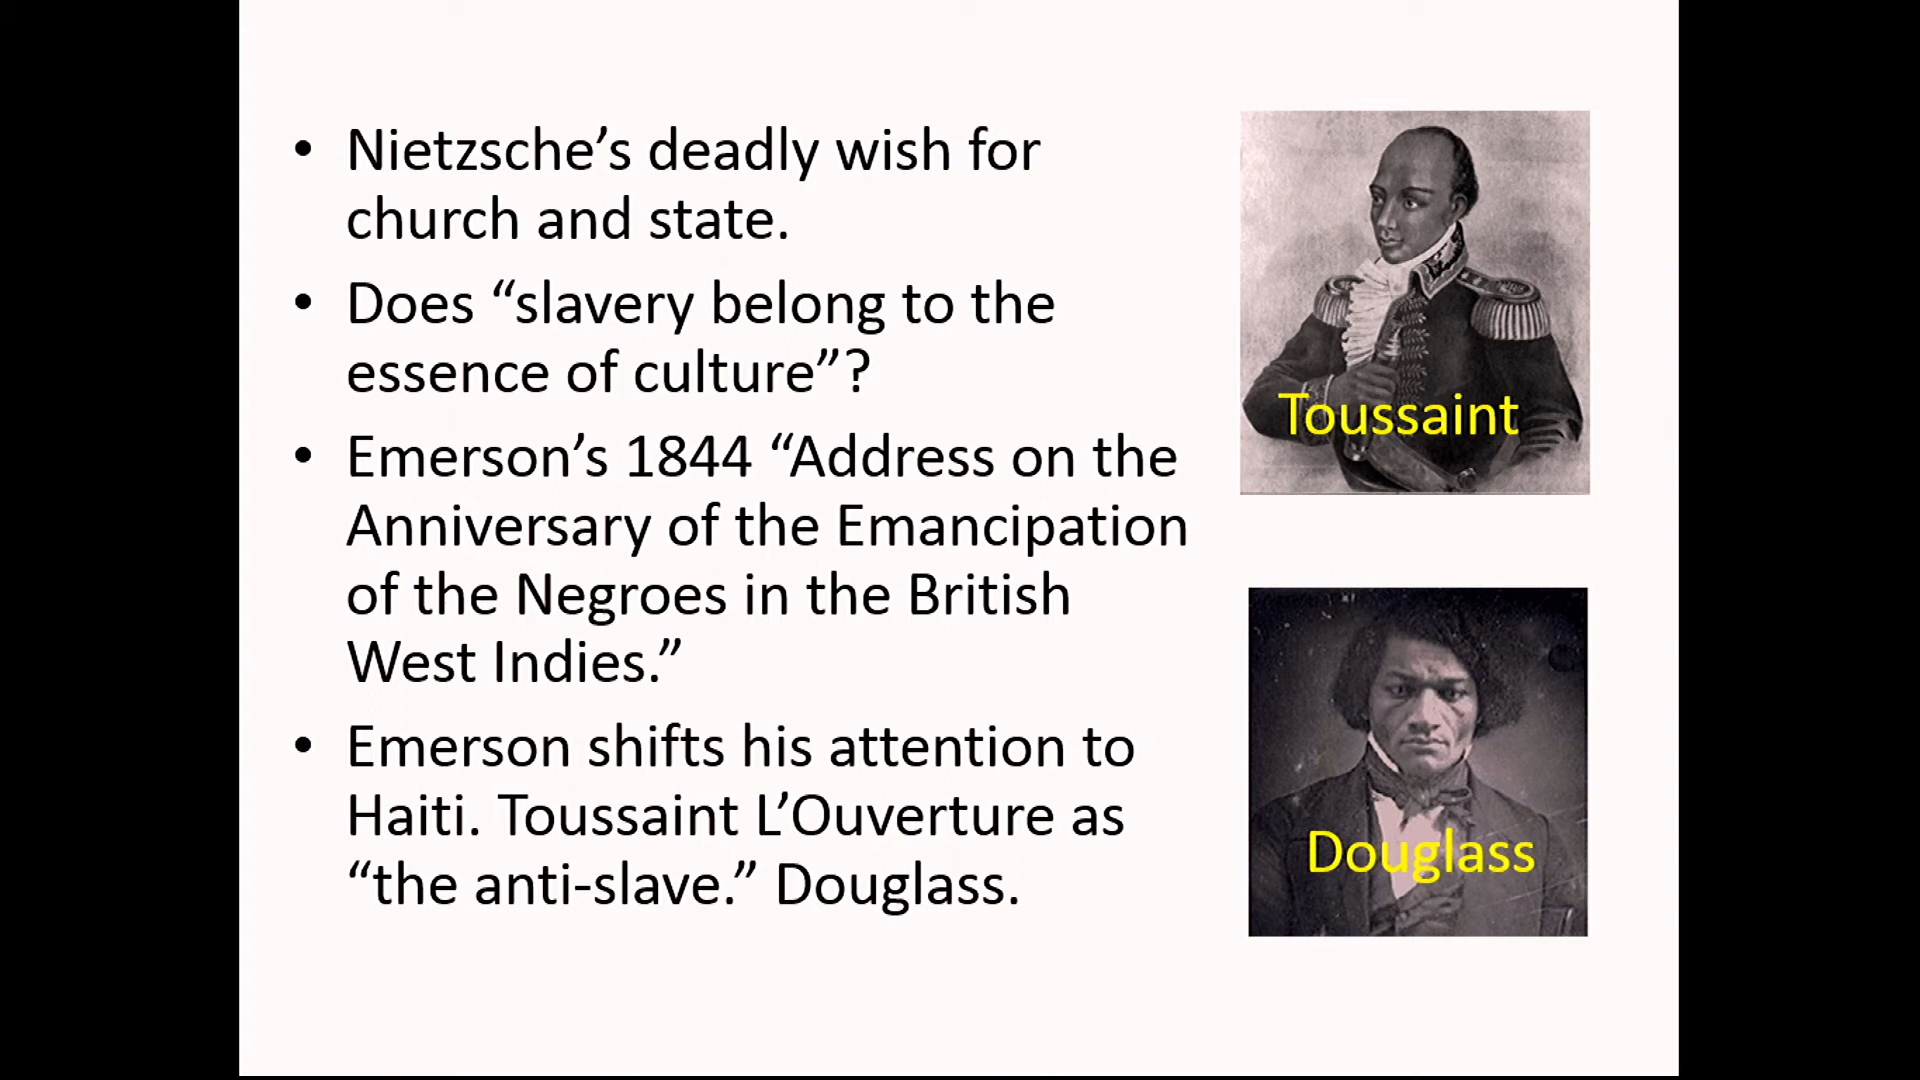 • Nietzsche’s deadly wish for
church and state.
• Does “slavery belong to the
essence of culture”?
• Emerson’s 1844 “Address on the
Anniversary of the Emancipation
of the Negroes in the British
West Indies.”
• Emerson shifts his attention to
Haiti. Toussaint L’Ouverture as
“the anti-slave.” Douglass.
Toussaint
Douglass